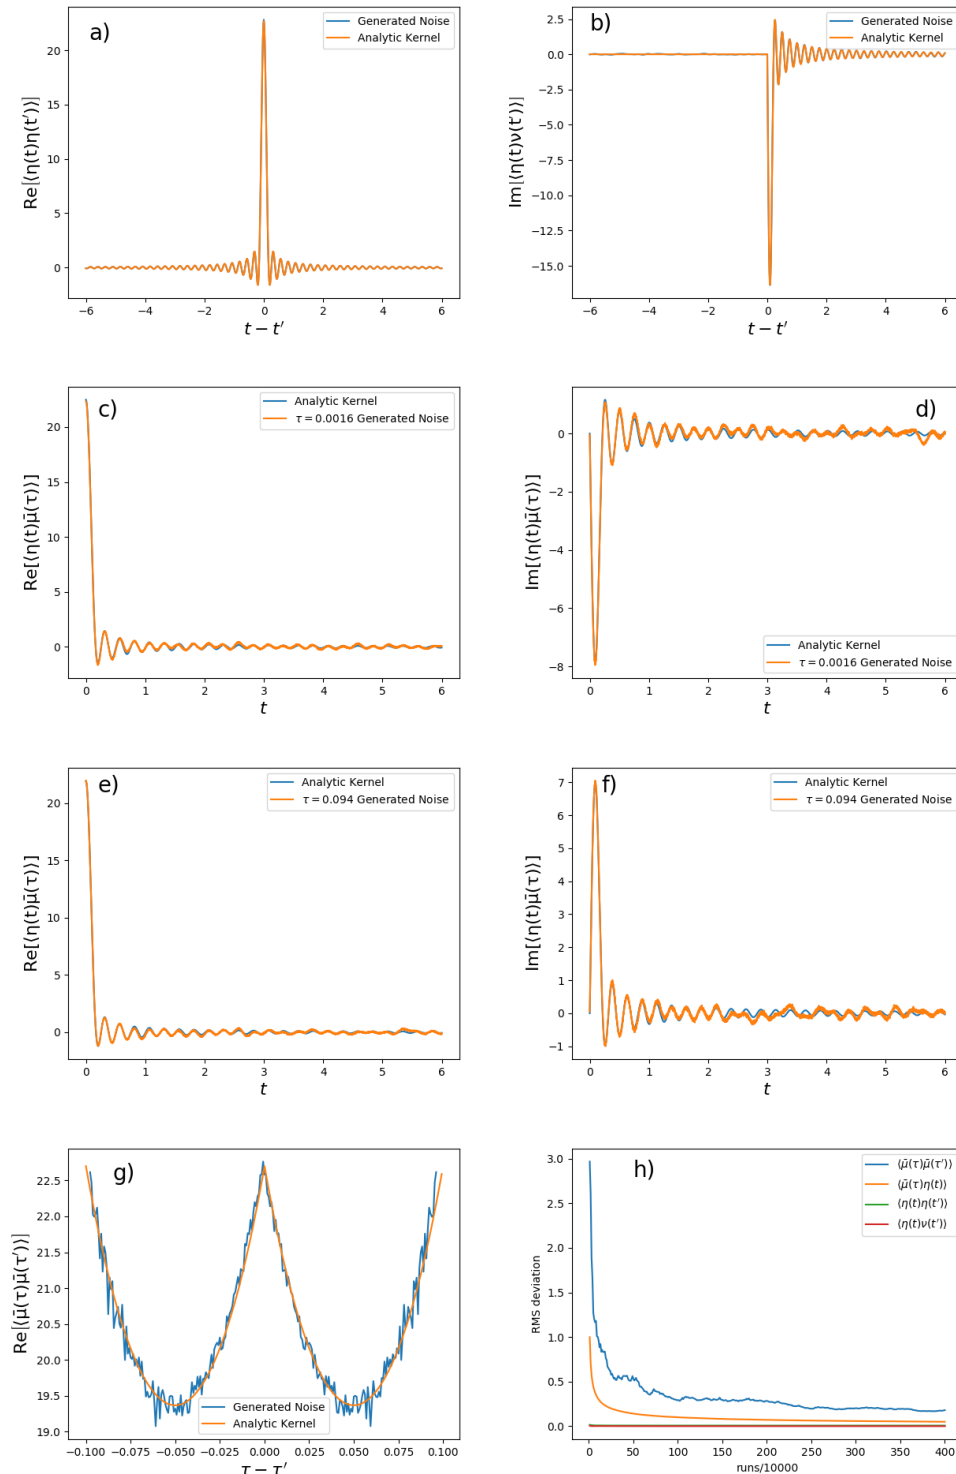 a)
Generated Noise
Analytic Kernel
Re[⟨η(t)η(t′)⟩]
20
15
10
5
0
−6 −4 −2 0 2 4 6
t − t′
b)
Generated Noise
Analytic Kernel
Im[⟨η(t)ν(t′)⟩]
2.5
0.0
−2.5
−5.0
−7.5
−10.0
−12.5
−15.0
−6 −4 −2 0 2 4 6
t − t′
c)
Analytic Kernel
τ = 0.0016 Generated Noise
Re[⟨η(t)μ̄(τ)⟩]
20
15
10
5
0
0 1 2 3 4 5 6
t
d)
Im[⟨η(t)μ̄(τ)⟩]
0
−2
−4
−6
−8
Analytic Kernel
τ = 0.0016 Generated Noise
0 1 2 3 4 5 6
t
e)
Analytic Kernel
τ = 0.094 Generated Noise
Re[⟨η(t)μ̄(τ)⟩]
20
15
10
5
0
0 1 2 3 4 5 6
t
f)
Analytic Kernel
τ = 0.094 Generated Noise
Im[⟨η(t)μ̄(τ)⟩]
7
6
5
4
3
2
1
0
−1
0 1 2 3 4 5 6
t
g)
Re[⟨μ̄(τ)μ̄(τ′)⟩]
22.5
22.0
21.5
21.0
20.5
20.0
19.5
19.0
Generated Noise
Analytic Kernel
−0.100 −0.075 −0.050 −0.025 0.000 0.025 0.050 0.075 0.100
τ − τ′
h)
⟨μ̄(τ)μ̄(τ′)⟩
⟨μ̄(τ)η(t)⟩
⟨η(t)η(t′)⟩
⟨η(t)ν(t′)⟩
RMS deviation
3.0
2.5
2.0
1.5
1.0
0.5
0.0
0 50 100 150 200 250 300 350 400
runs/10000